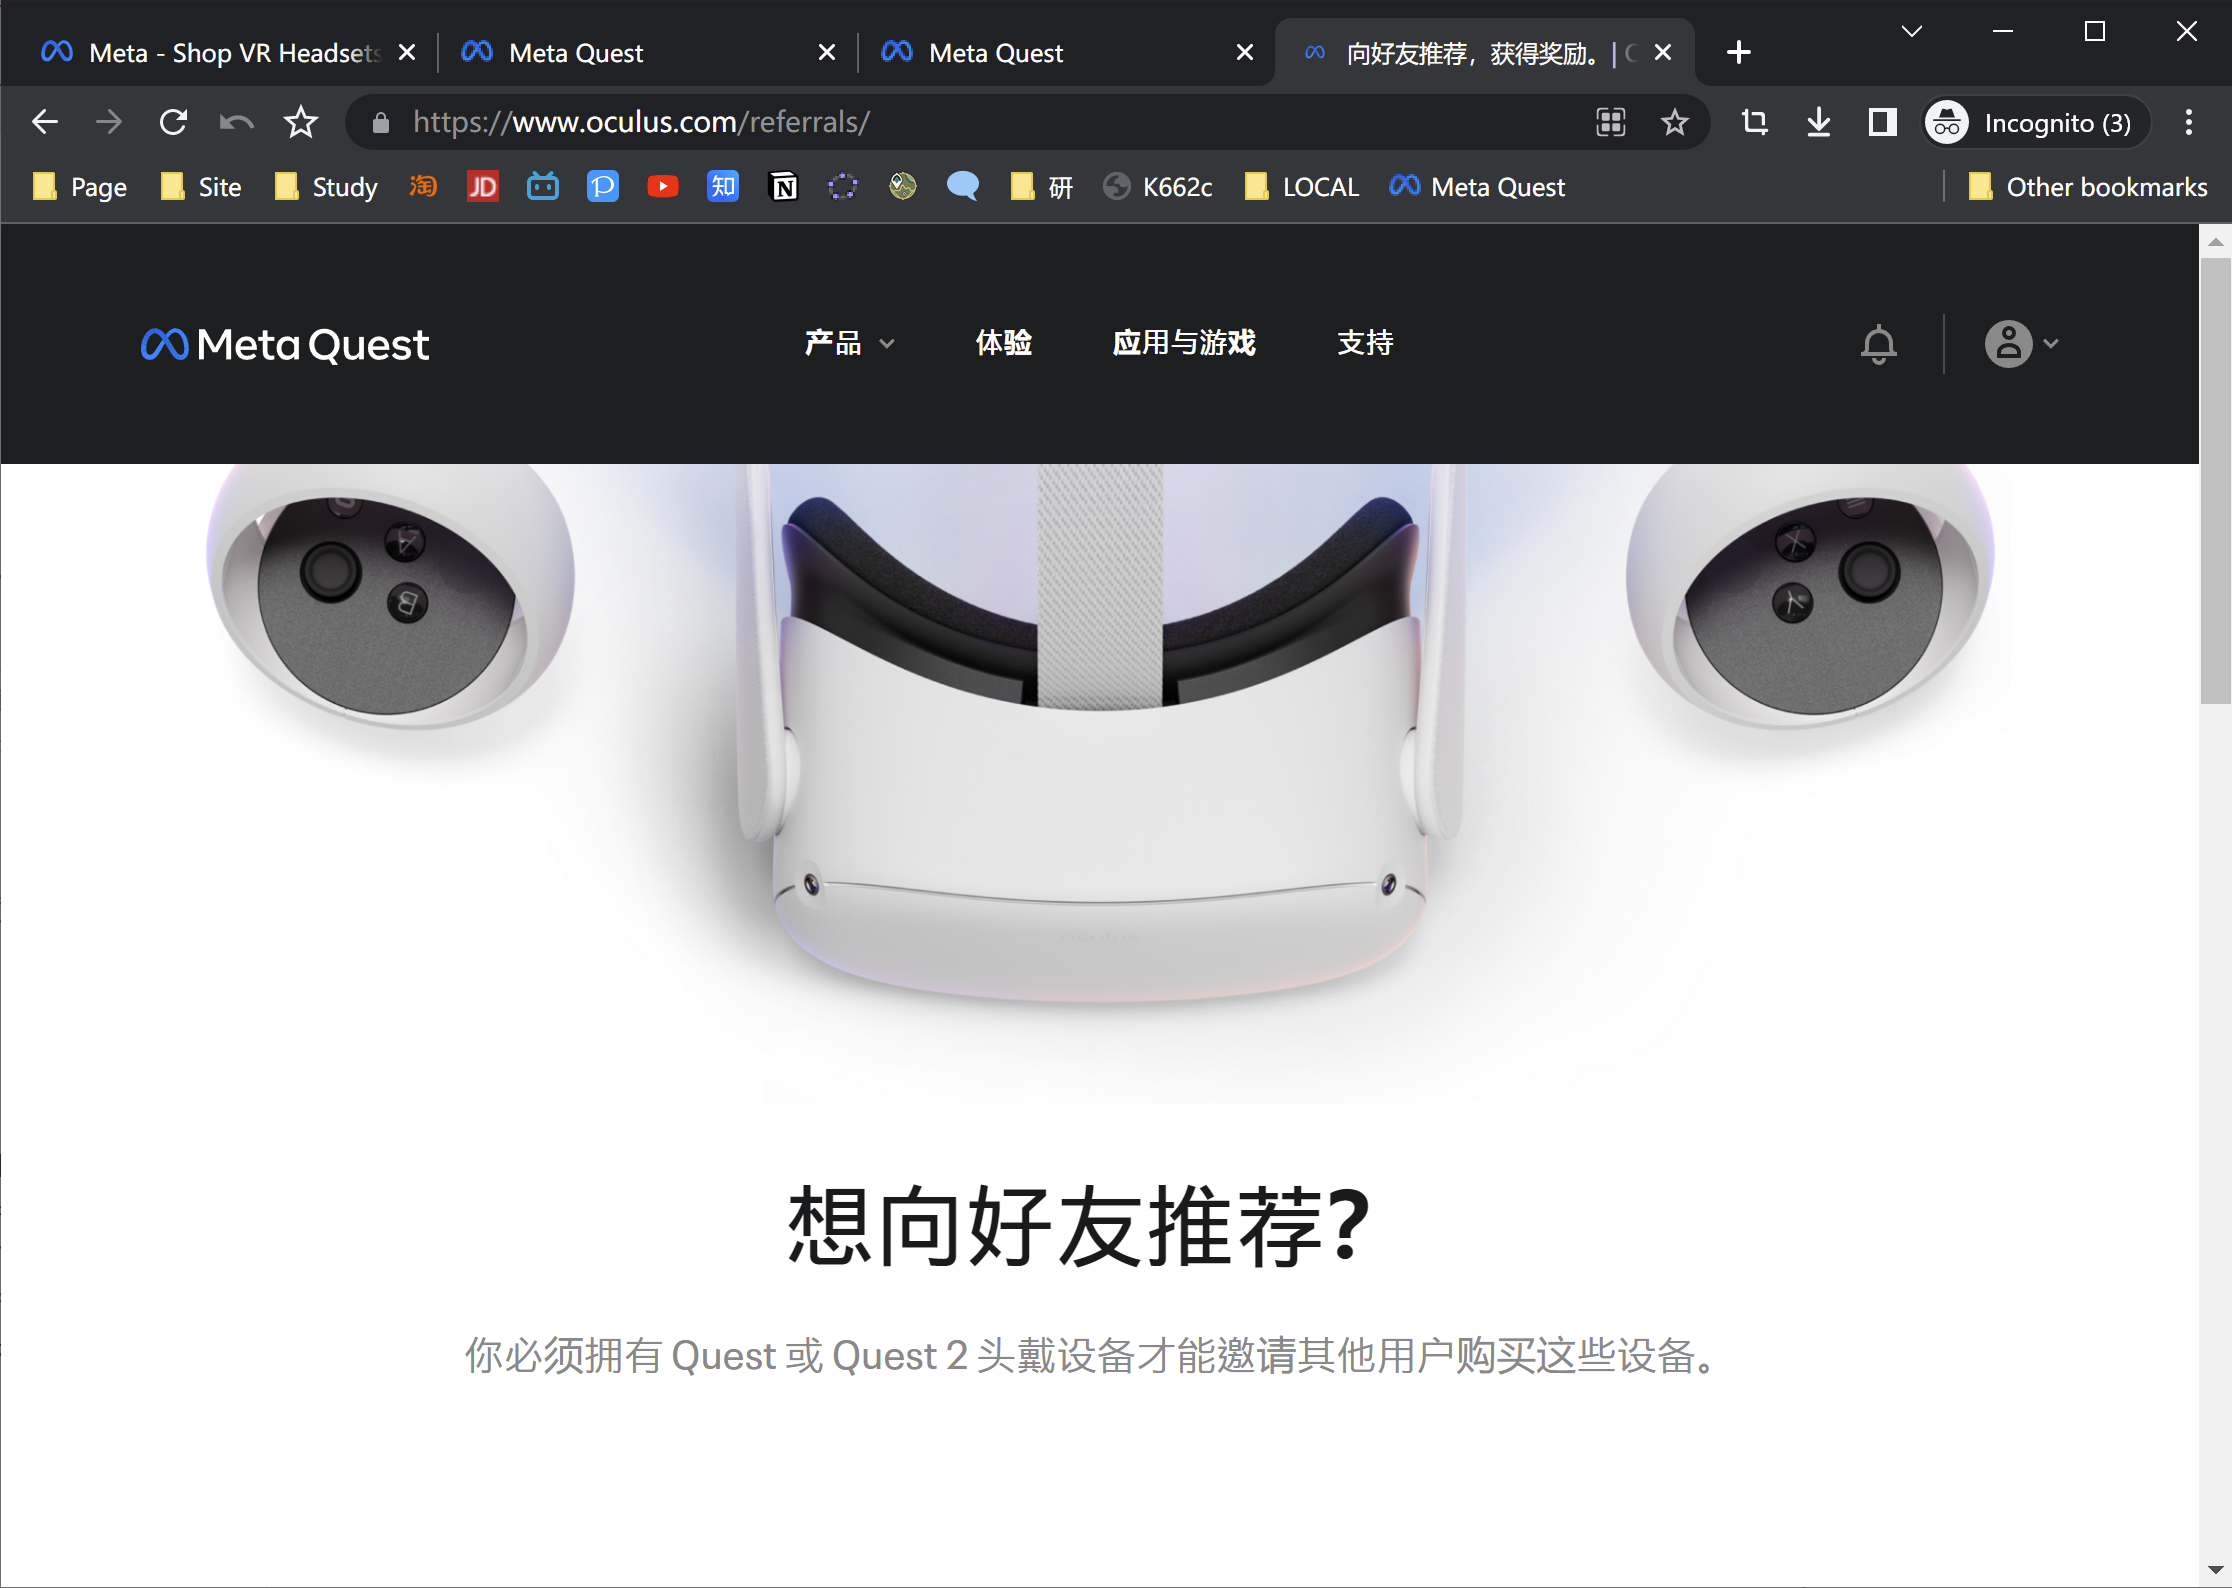 Meta - Shop VR Headsets
Meta Quest
Meta Quest
向好友推荐，获得奖励。 |
https://www.oculus.com/referrals/
Incognito (3)
Page
Site
Study
淘
JD
P
知
N
研
K662c
LOCAL
Meta Quest
Other bookmarks
Meta Quest
产品
体验
应用与游戏
支持
A
B
X
Y
oculus
想向好友推荐?
你必须拥有 Quest 或 Quest 2 头戴设备才能邀请其他用户购买这些设备。